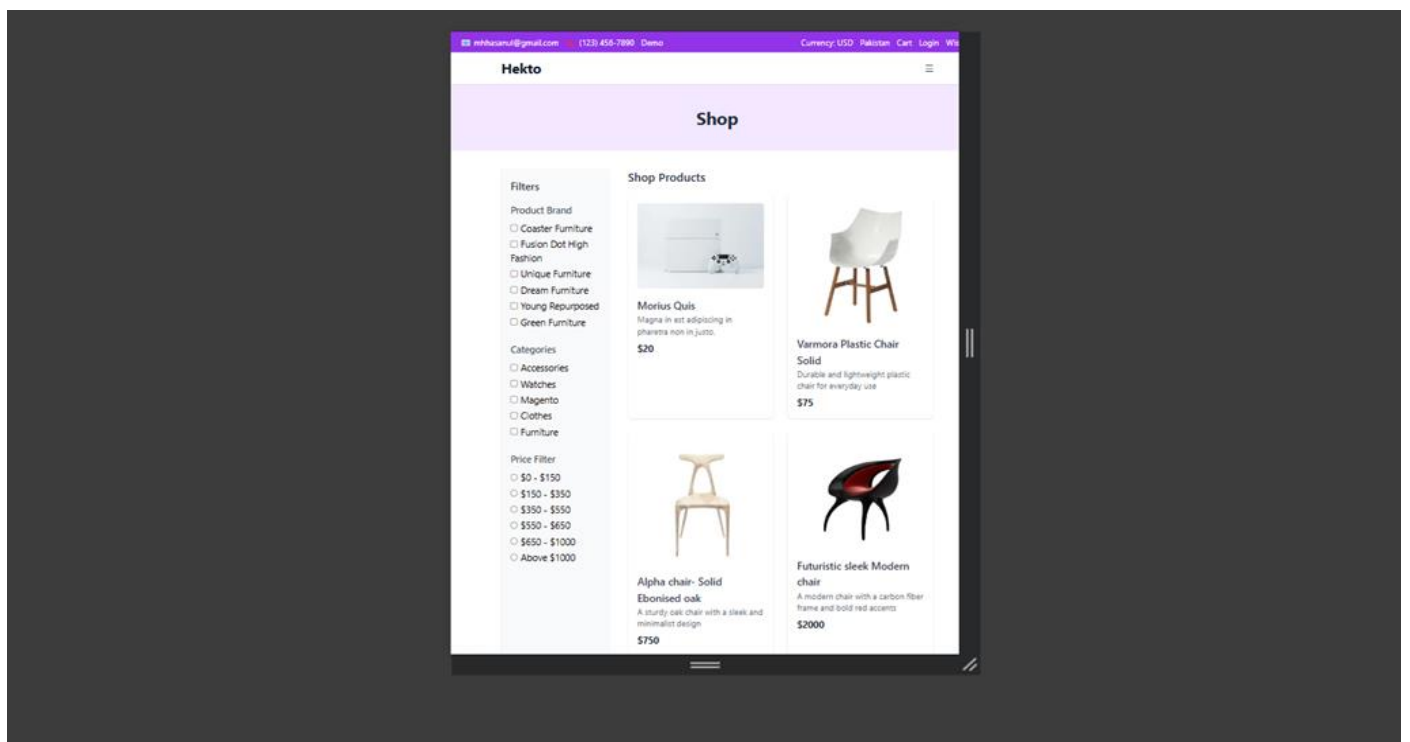 mhhasanul@gmail.com (123) 456-7890 Demo Currency: USD Pakistan Cart Login Wis
Hekto
Shop
Filters
Product Brand
Coaster Furniture
Fusion Dot High
Fashion
Unique Furniture
Dream Furniture
Young Repurposed
Green Furniture
Categories
Accessories
Watches
Magento
Clothes
Furniture
Price Filter
$0 - $150
$150 - $350
$350 - $550
$550 - $650
$650 - $1000
Above $1000
Shop Products
Morius Quis
Magna in est adipiscing in
pharetra non in justo.
$20
Varmora Plastic Chair
Solid
Durable and lightweight plastic
chair for everyday use
$75
Alpha chair- Solid
Ebonised oak
A sturdy oak chair with a sleek and
minimalist design
$750
Futuristic sleek Modern
chair
A modern chair with a carbon fiber
frame and bold red accents
$2000